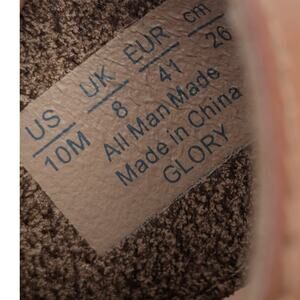 US UK EUR cm
10M 8 41 26
All Man Made
Made in China
GLORY